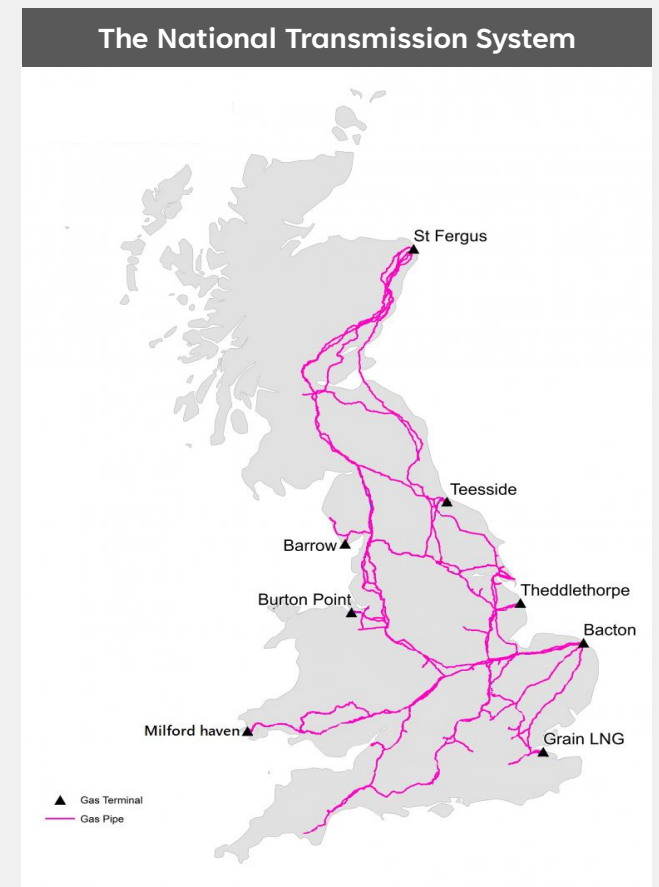 The National Transmission System
St Fergus
Teesside
Barrow
Theddlethorpe
Burton Point
Bacton
Milford haven
Grain LNG
Gas Terminal
Gas Pipe